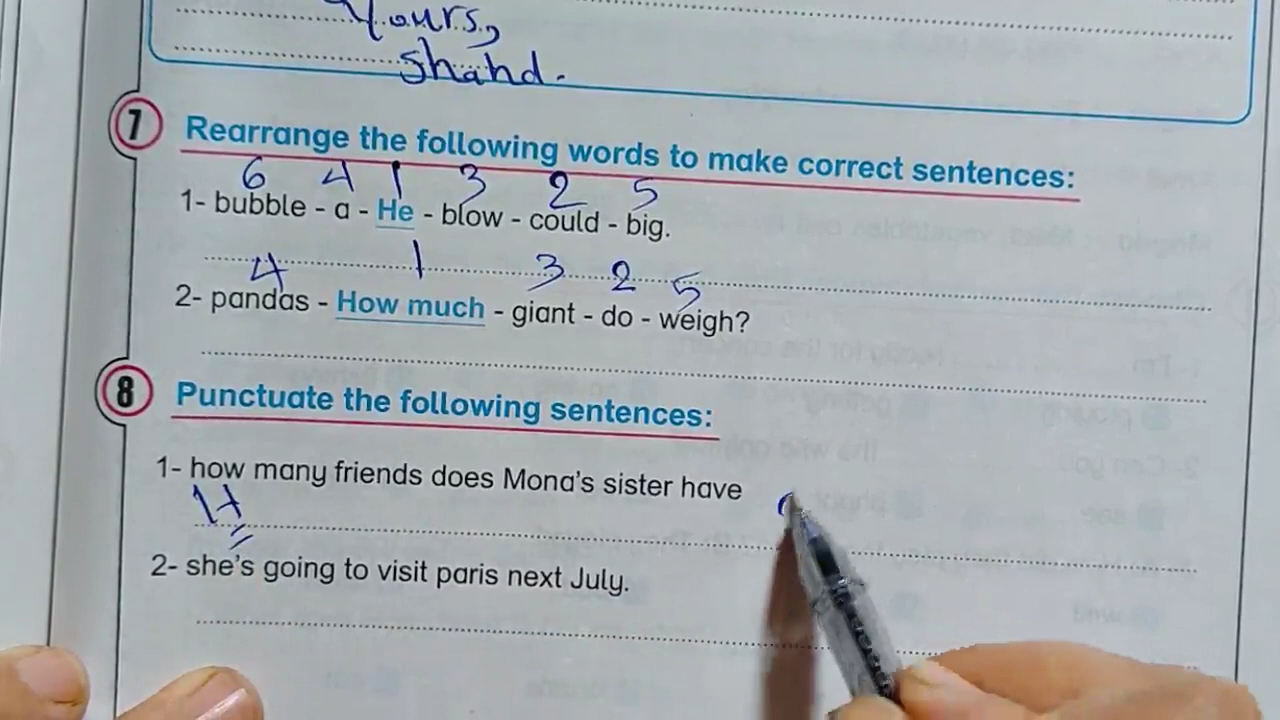 Yours,
Shahd.
7 Rearrange the following words to make correct sentences:
6 4 1 3 2 5
1- bubble - a - He - blow - could - big.
4 1 3 2 5
2- pandas - How much - giant - do - weigh?
8 Punctuate the following sentences:
1- how many friends does Mona's sister have
H
2- she's going to visit paris next July.